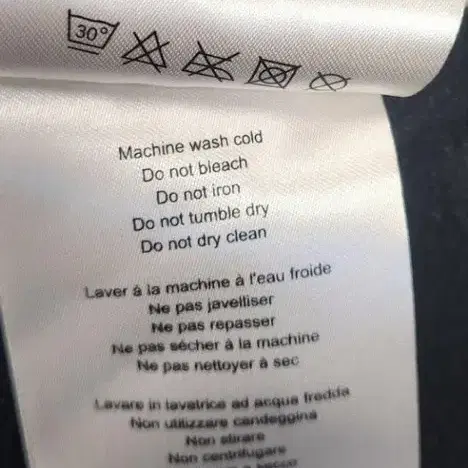 30°
Machine wash cold
Do not bleach
Do not iron
Do not tumble dry
Do not dry clean
Laver á la machine à l'eau froide
Ne pas javelliser
Ne pas repasser
Ne pas sécher à la machine
Ne pas nettoyer à sec
Lavare in lavatrice ad acqua fredda
Non utilizzare candeggina
Non stirare
Non centrifugare
a secco